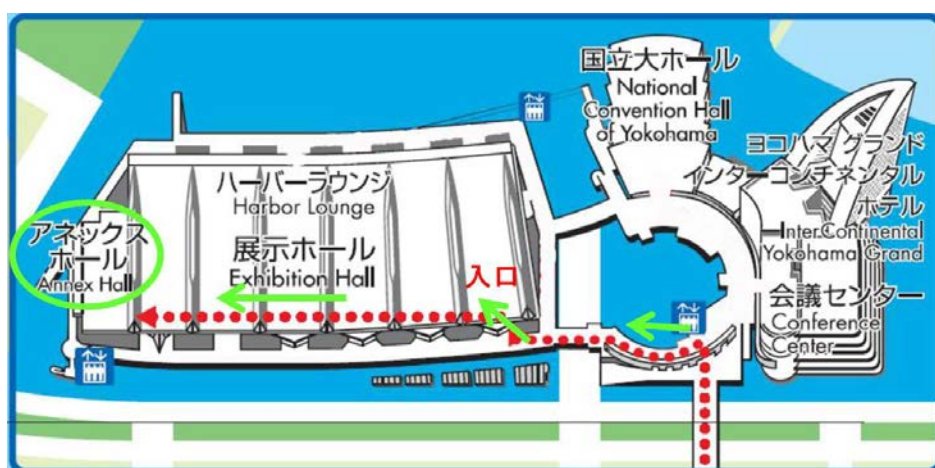 国立大ホール
National
Convention Hall
of Yokohama
ヨコハマ グランド
インターコンチネンタル
ホテル
InterContinental
Yokohama Grand
ハーバーラウンジ
Harbor Lounge
アネックス
ホール
Annex Hall
展示ホール
Exhibition Hall
入口
会議センター
Conference
Center